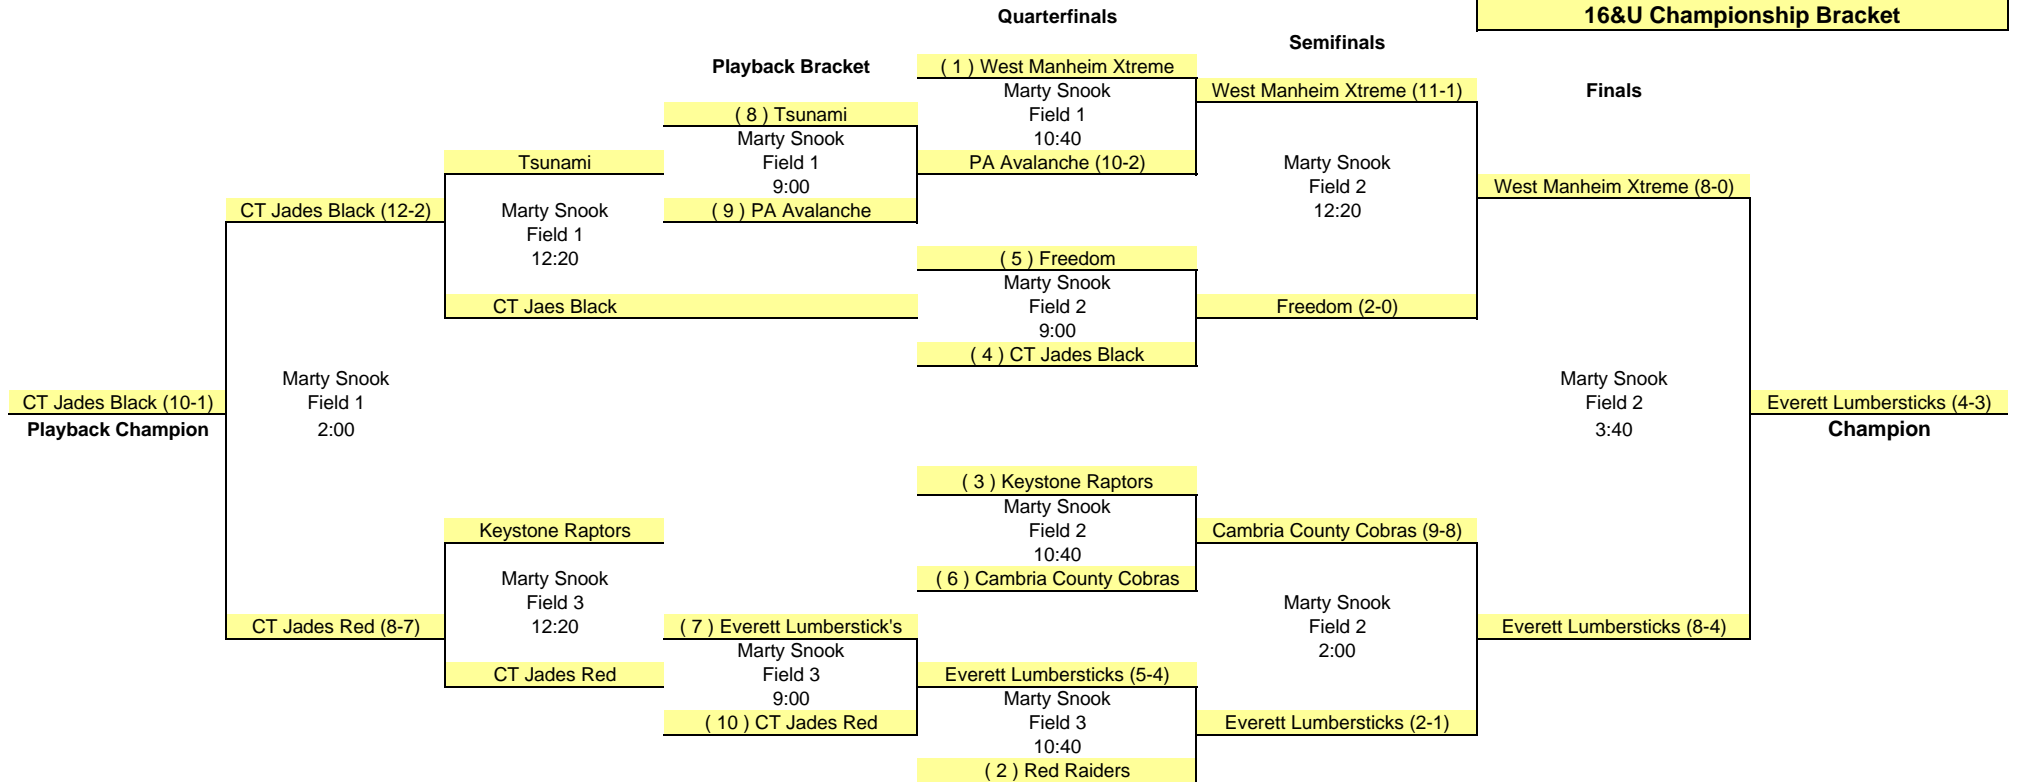 Quarterfinals
16&U Championship Bracket
Semifinals
Playback Bracket
( 1 ) West Manheim Xtreme
Marty Snook
West Manheim Xtreme (11-1)
Finals
( 8 ) Tsunami
Field 1
Marty Snook
10:40
Tsunami
Field 1
PA Avalanche (10-2)
Marty Snook
9:00
Field 2
West Manheim Xtreme (8-0)
CT Jades Black (12-2)
Marty Snook
( 9 ) PA Avalanche
12:20
Field 1
12:20
( 5 ) Freedom
Marty Snook
CT Jaes Black
Field 2
Freedom (2-0)
9:00
( 4 ) CT Jades Black
Marty Snook
Marty Snook
CT Jades Black (10-1)
Field 1
Field 2
Everett Lumbersticks (4-3)
Playback Champion
2:00
3:40
Champion
( 3 ) Keystone Raptors
Marty Snook
Keystone Raptors
Field 2
Cambria County Cobras (9-8)
10:40
Marty Snook
( 6 ) Cambria County Cobras
Field 3
Marty Snook
CT Jades Red (8-7)
12:20
( 7 ) Everett Lumberstick's
Field 2
Everett Lumbersticks (8-4)
Marty Snook
2:00
CT Jades Red
Field 3
Everett Lumbersticks (5-4)
9:00
Marty Snook
( 10 ) CT Jades Red
Field 3
Everett Lumbersticks (2-1)
10:40
( 2 ) Red Raiders